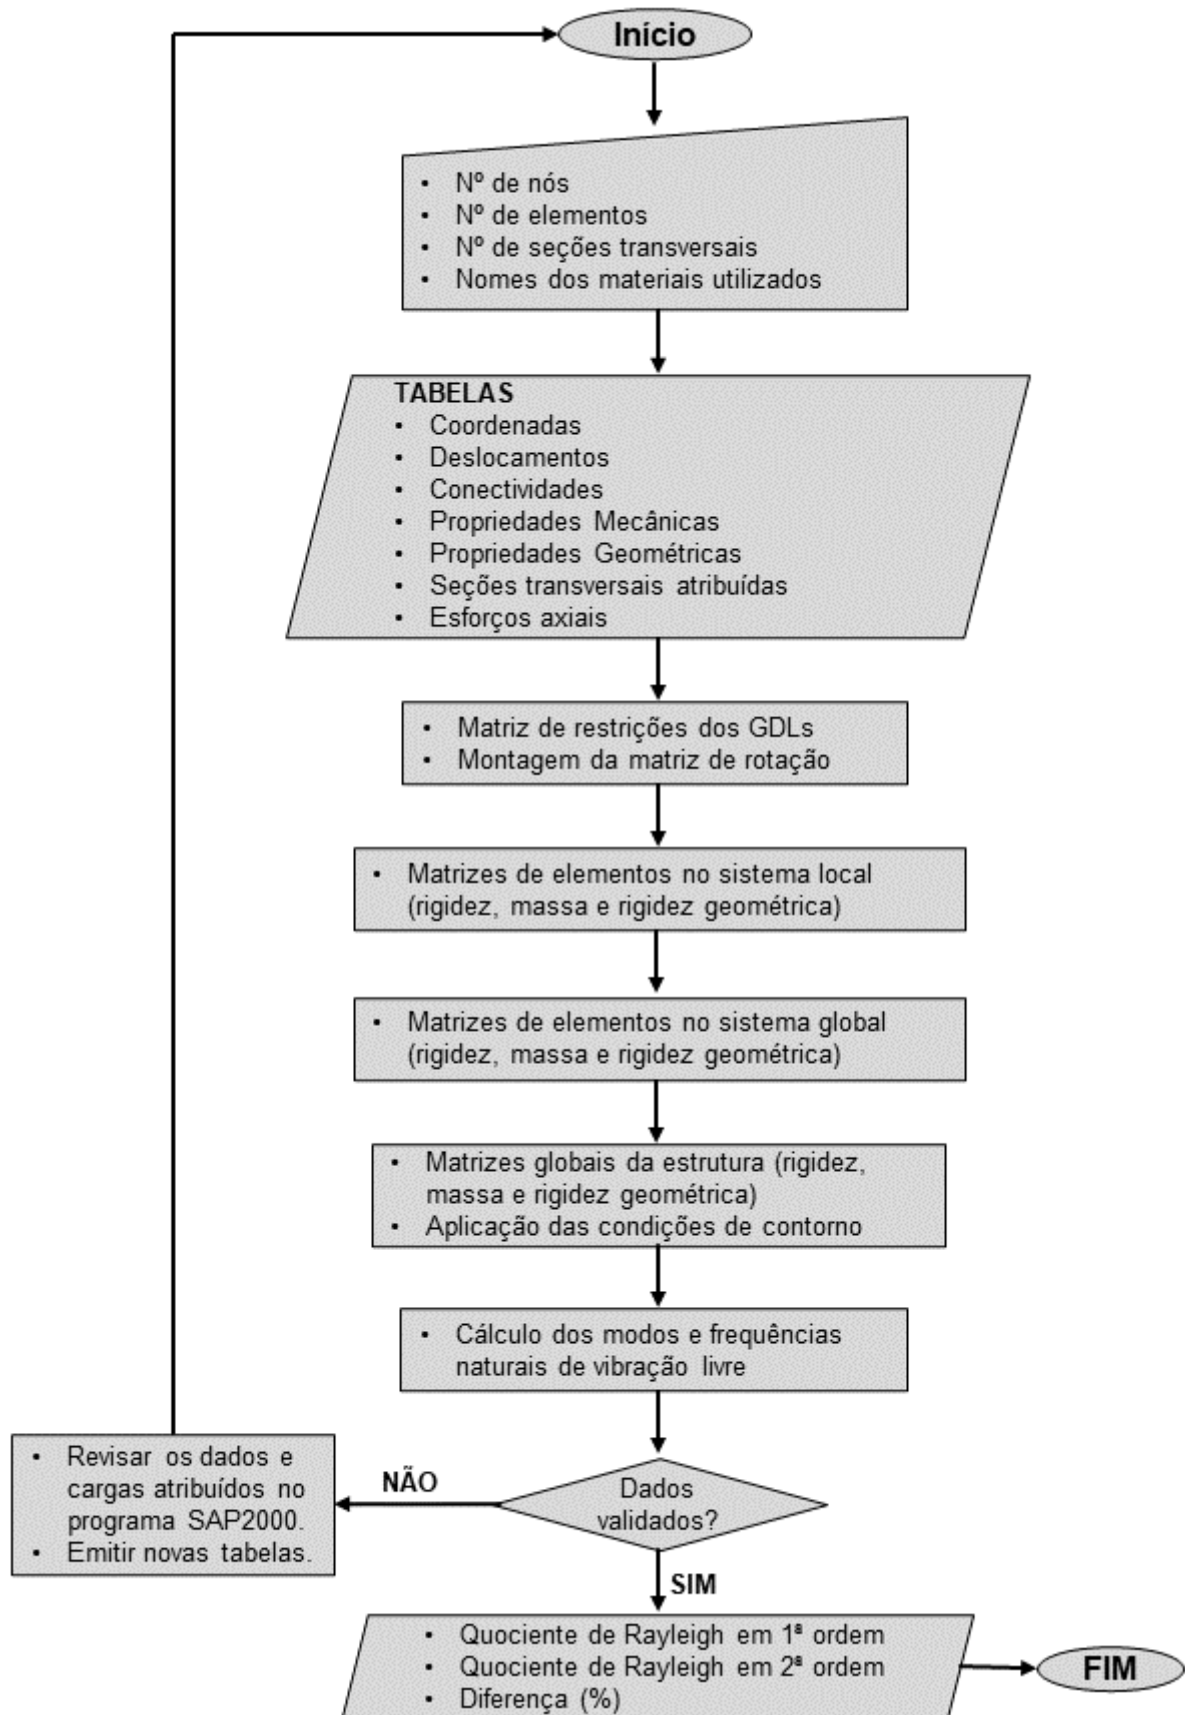 Início
• Nº de nós
• Nº de elementos
• Nº de seções transversais
• Nomes dos materiais utilizados
TABELAS
• Coordenadas
• Deslocamentos
• Conectividades
• Propriedades Mecânicas
• Propriedades Geométricas
• Seções transversais atribuídas
• Esforços axiais
• Matriz de restrições dos GDLs
• Montagem da matriz de rotação
• Matrizes de elementos no sistema local
(rigidez, massa e rigidez geométrica)
• Matrizes de elementos no sistema global
(rigidez, massa e rigidez geométrica)
• Matrizes globais da estrutura (rigidez,
massa e rigidez geométrica)
• Aplicação das condições de contorno
• Cálculo dos modos e frequências
naturais de vibração livre
Dados
validados?
NÃO
• Revisar os dados e
cargas atribuídos no
programa SAP2000.
• Emitir novas tabelas.
SIM
• Quociente de Rayleigh em 1ª ordem
• Quociente de Rayleigh em 2ª ordem
• Diferença (%)
FIM